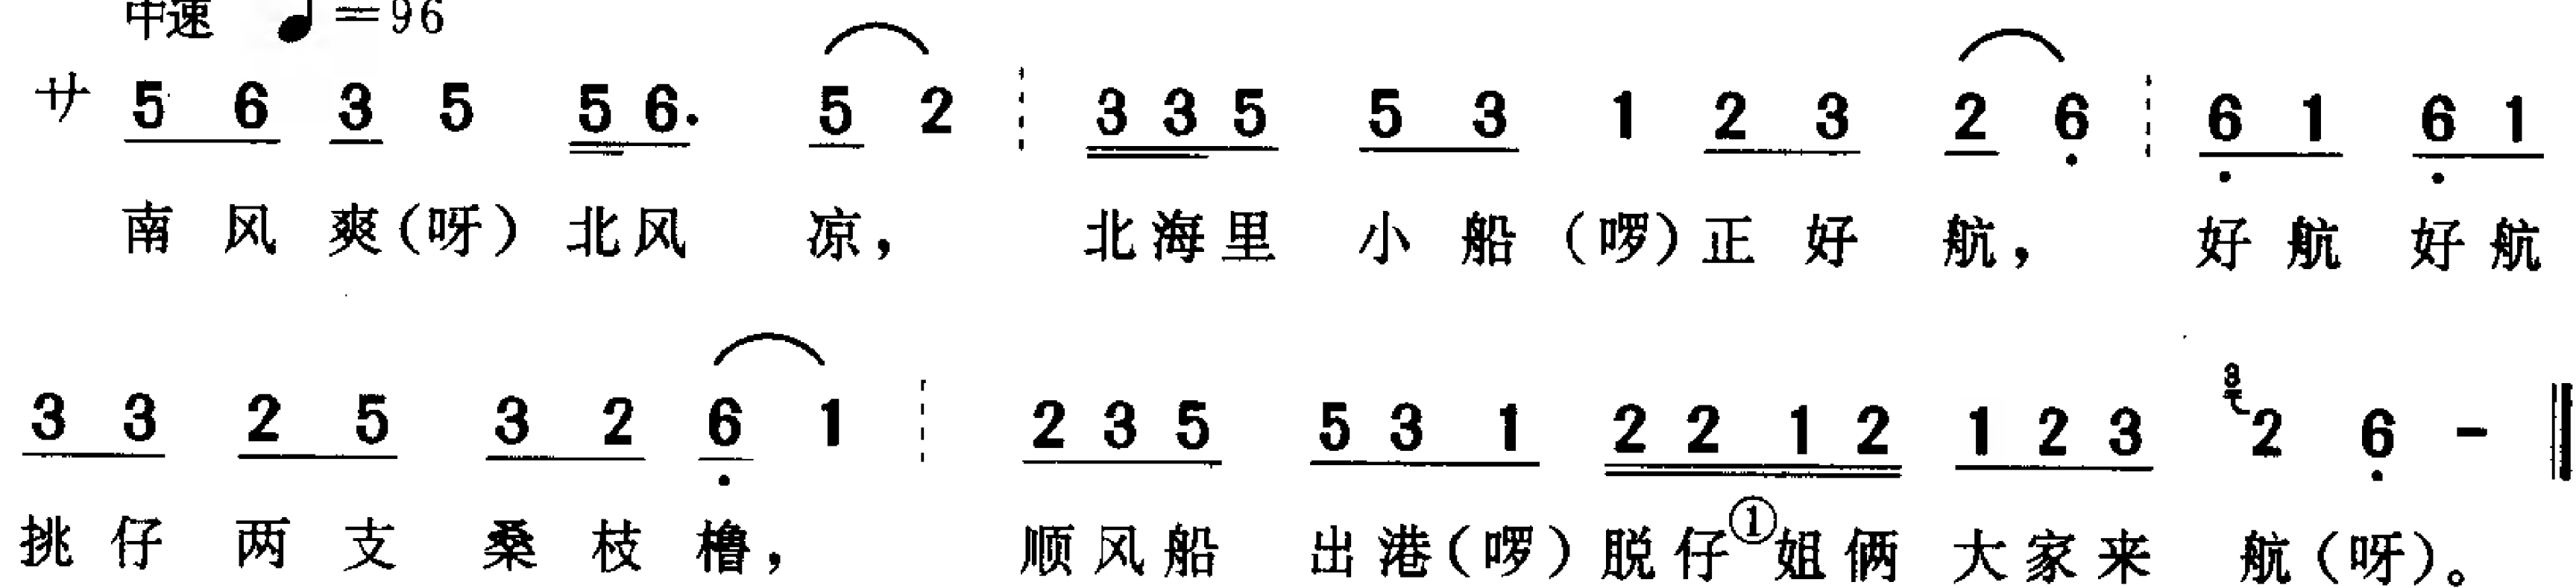 中速 ♩=96
サ 5 6 3 5 5 6. 5 2 ┊ 3 3 5 5 3 1 2 3 2 6̣ ┊ 6̣ 1 6̣ 1
南 风 爽(呀) 北风 凉, 北海里 小 船 (啰)正 好 航, 好 航 好 航
3 3 2 5 3 2 6̣ 1 ┊ 2 3 5 5 3 1 2 2 1 2 1 2 3 3 2 6̣ - ‖
挑 仔 两 支 桑 枝 橹, 顺风船 出港(啰)脱仔①姐俩 大家来 航(呀)。